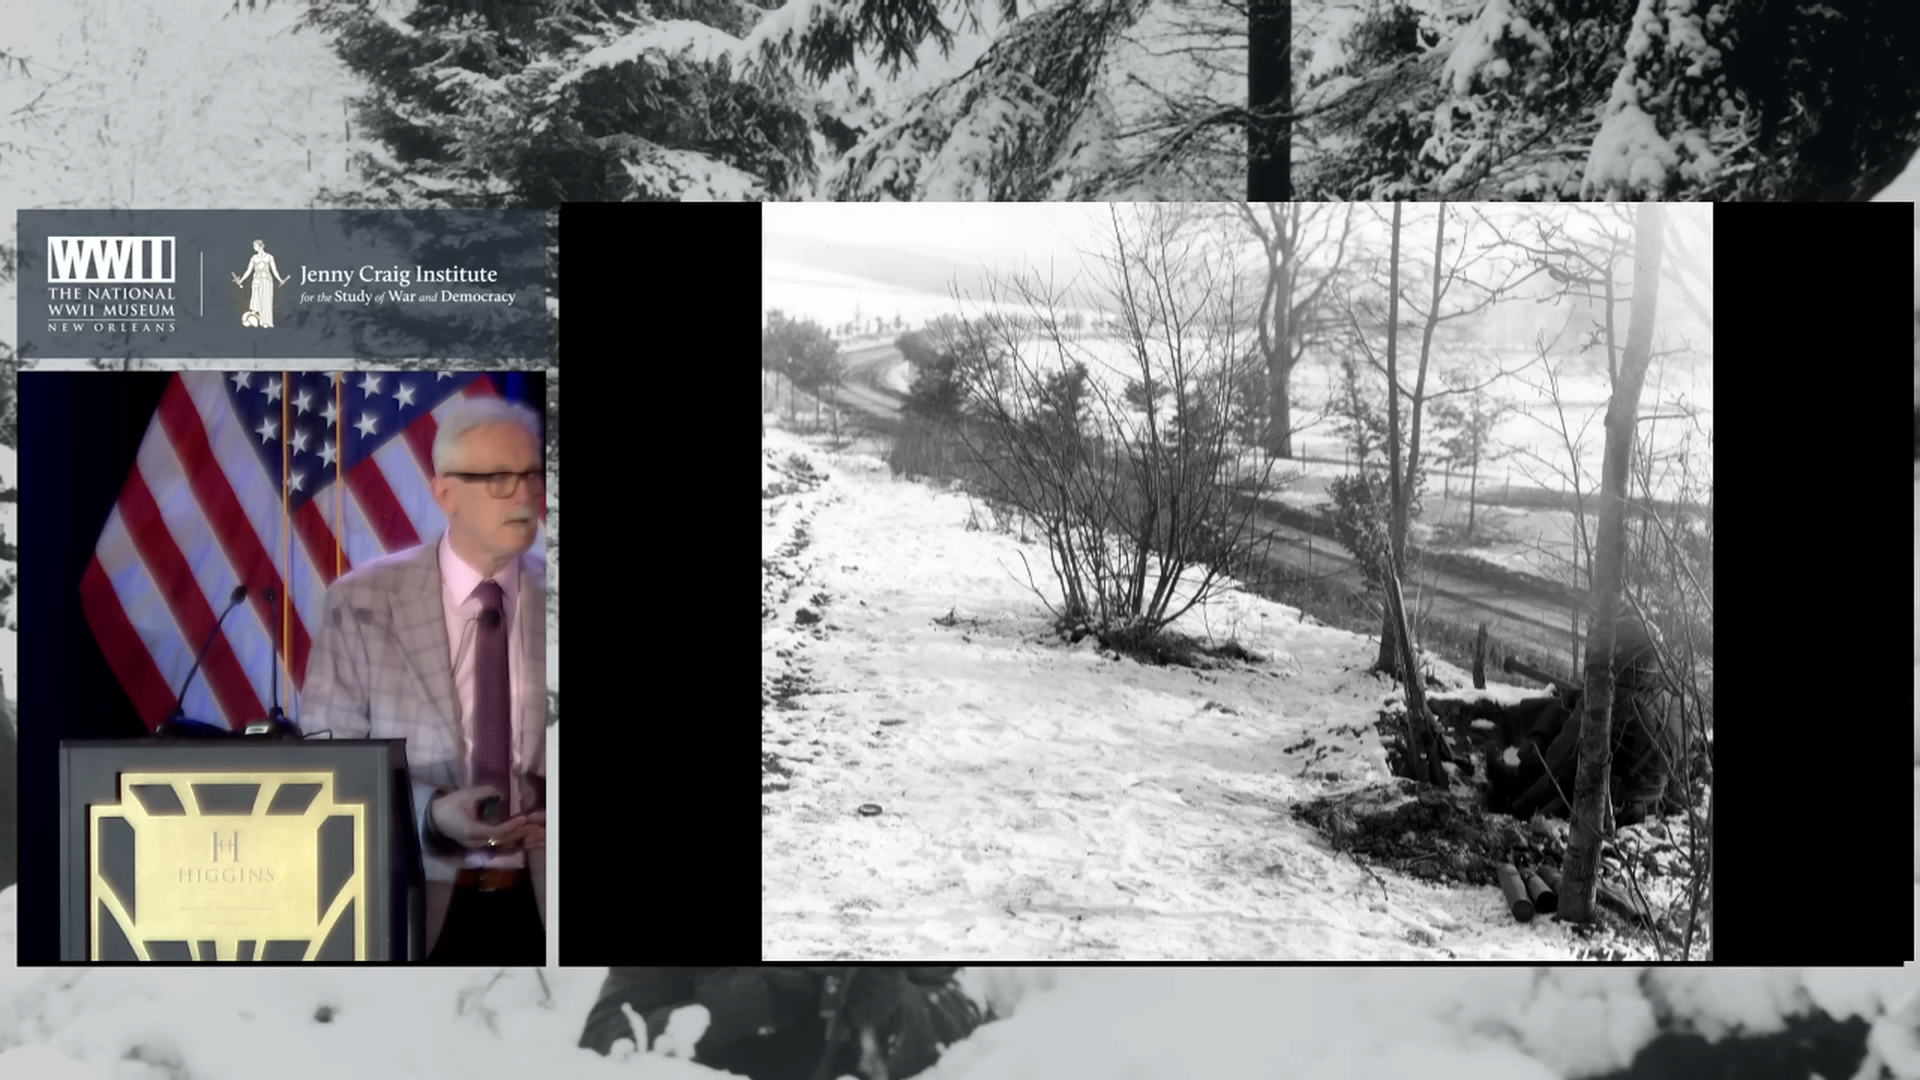 WWII
THE NATIONAL
WWII MUSEUM
NEW ORLEANS
Jenny Craig Institute
for the Study of War and Democracy
H
HIGGINS